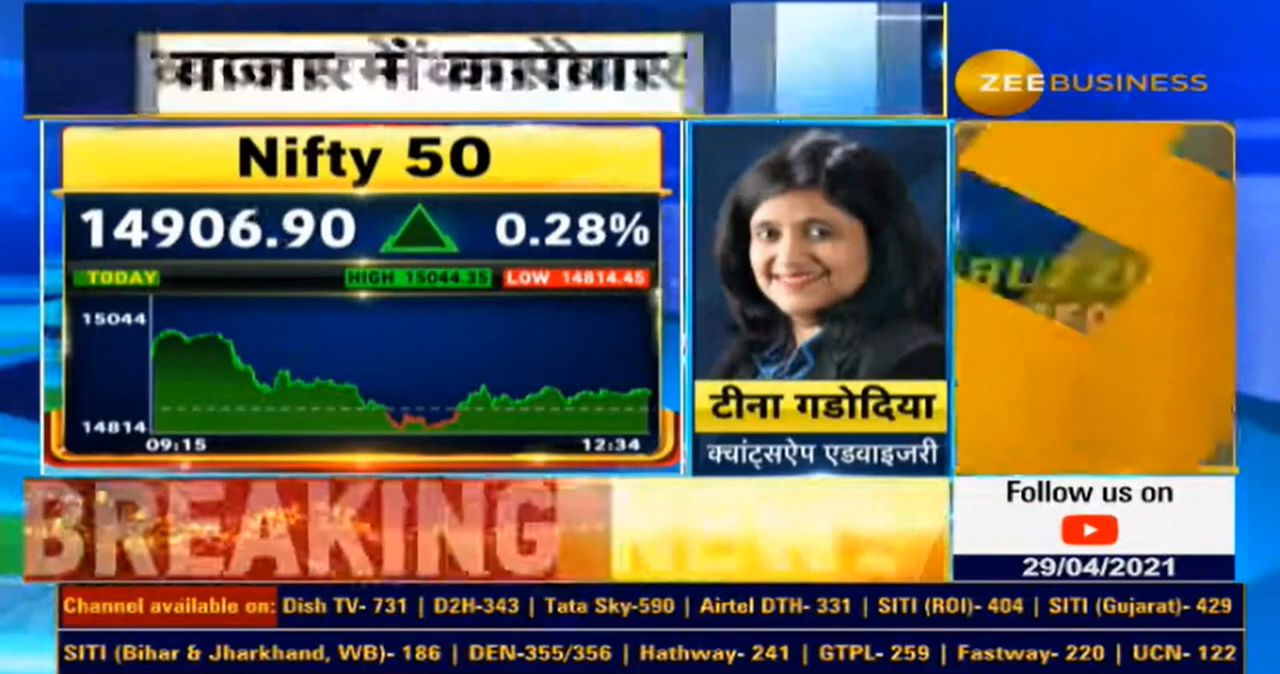 ZEEBUSINESS
Nifty 50
14906.90 0.28%
TODAY HIGH 15044.35 LOW 14814.45
15044
14814
09:15 12:34
टीना गडोदिया
क्वांट्सऐप एडवाइजरी
BREAKING NEWS
Follow us on
29/04/2021
Channel available on: Dish TV- 731 | D2H-343 | Tata Sky-590 | Airtel DTH- 331 | SITI (ROI)- 404 | SITI (Gujarat)- 429
SITI (Bihar & Jharkhand, WB)- 186 | DEN-355/356 | Hathway- 241 | GTPL- 259 | Fastway- 220 | UCN- 122